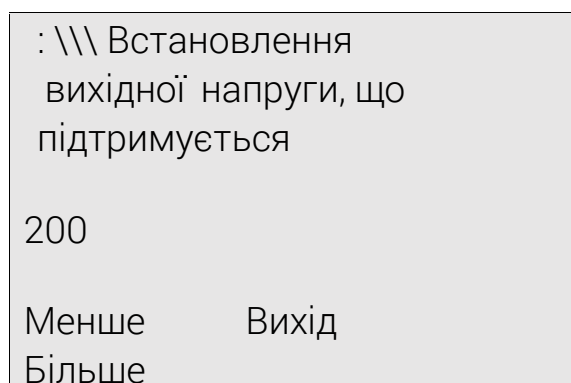 : \\\ Встановлення
вихідної напруги, що
підтримується
200
Менше Вихід
Більше